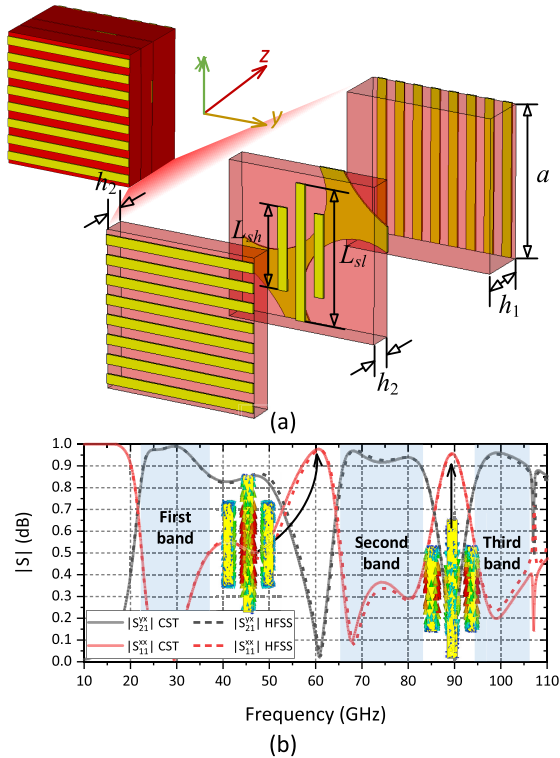 x
z
y
h2
Lsh
Lsl
a
h1
h2
(a)
1.0
0.9
0.8
0.7
0.6
0.5
0.4
0.3
0.2
0.1
0.0
|S| (dB)
First
band
Second
band
Third
band
|S21yx| CST
|S21yx| HFSS
|S11xx| CST
|S11xx| HFSS
10 20 30 40 50 60 70 80 90 100 110
Frequency (GHz)
(b)